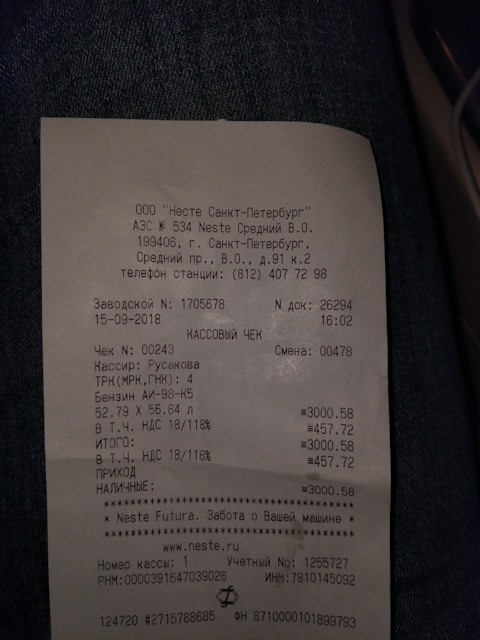 ООО "Несте Санкт-Петербург"
АЗС № 534 Neste Средний В.О.
199406, г. Санкт-Петербург,
Средний пр., В.О., д.91 к.2
телефон станции: (812) 407 72 98
Заводской N: 1705678 N док: 26294
15-09-2018 16:02
КАССОВЫЙ ЧЕК
Чек N: 00243 Смена: 00478
Кассир: Русакова
ТРК(МРК,ГНК): 4
Бензин АИ-98-К5
52.79 X 56.84 л ≡3000.58
В Т.Ч. НДС 18/118% ≡457.72
ИТОГО: ≡3000.58
В Т.Ч. НДС 18/118% ≡457.72
ПРИХОД
НАЛИЧНЫЕ: ≡3000.58
***********************************
* Neste Futura. Забота о Вашей машине *
***********************************
www.neste.ru
Номер кассы: 1 Учетный No: 1255727
РНМ:0000391647039026 ИНН:7810145092
124720 #2715788685 ФН 8710000101899793